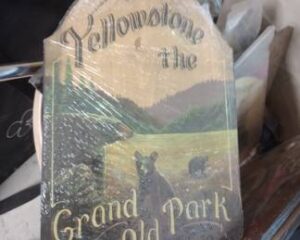 Yellowstone
the
Grand
Old Park